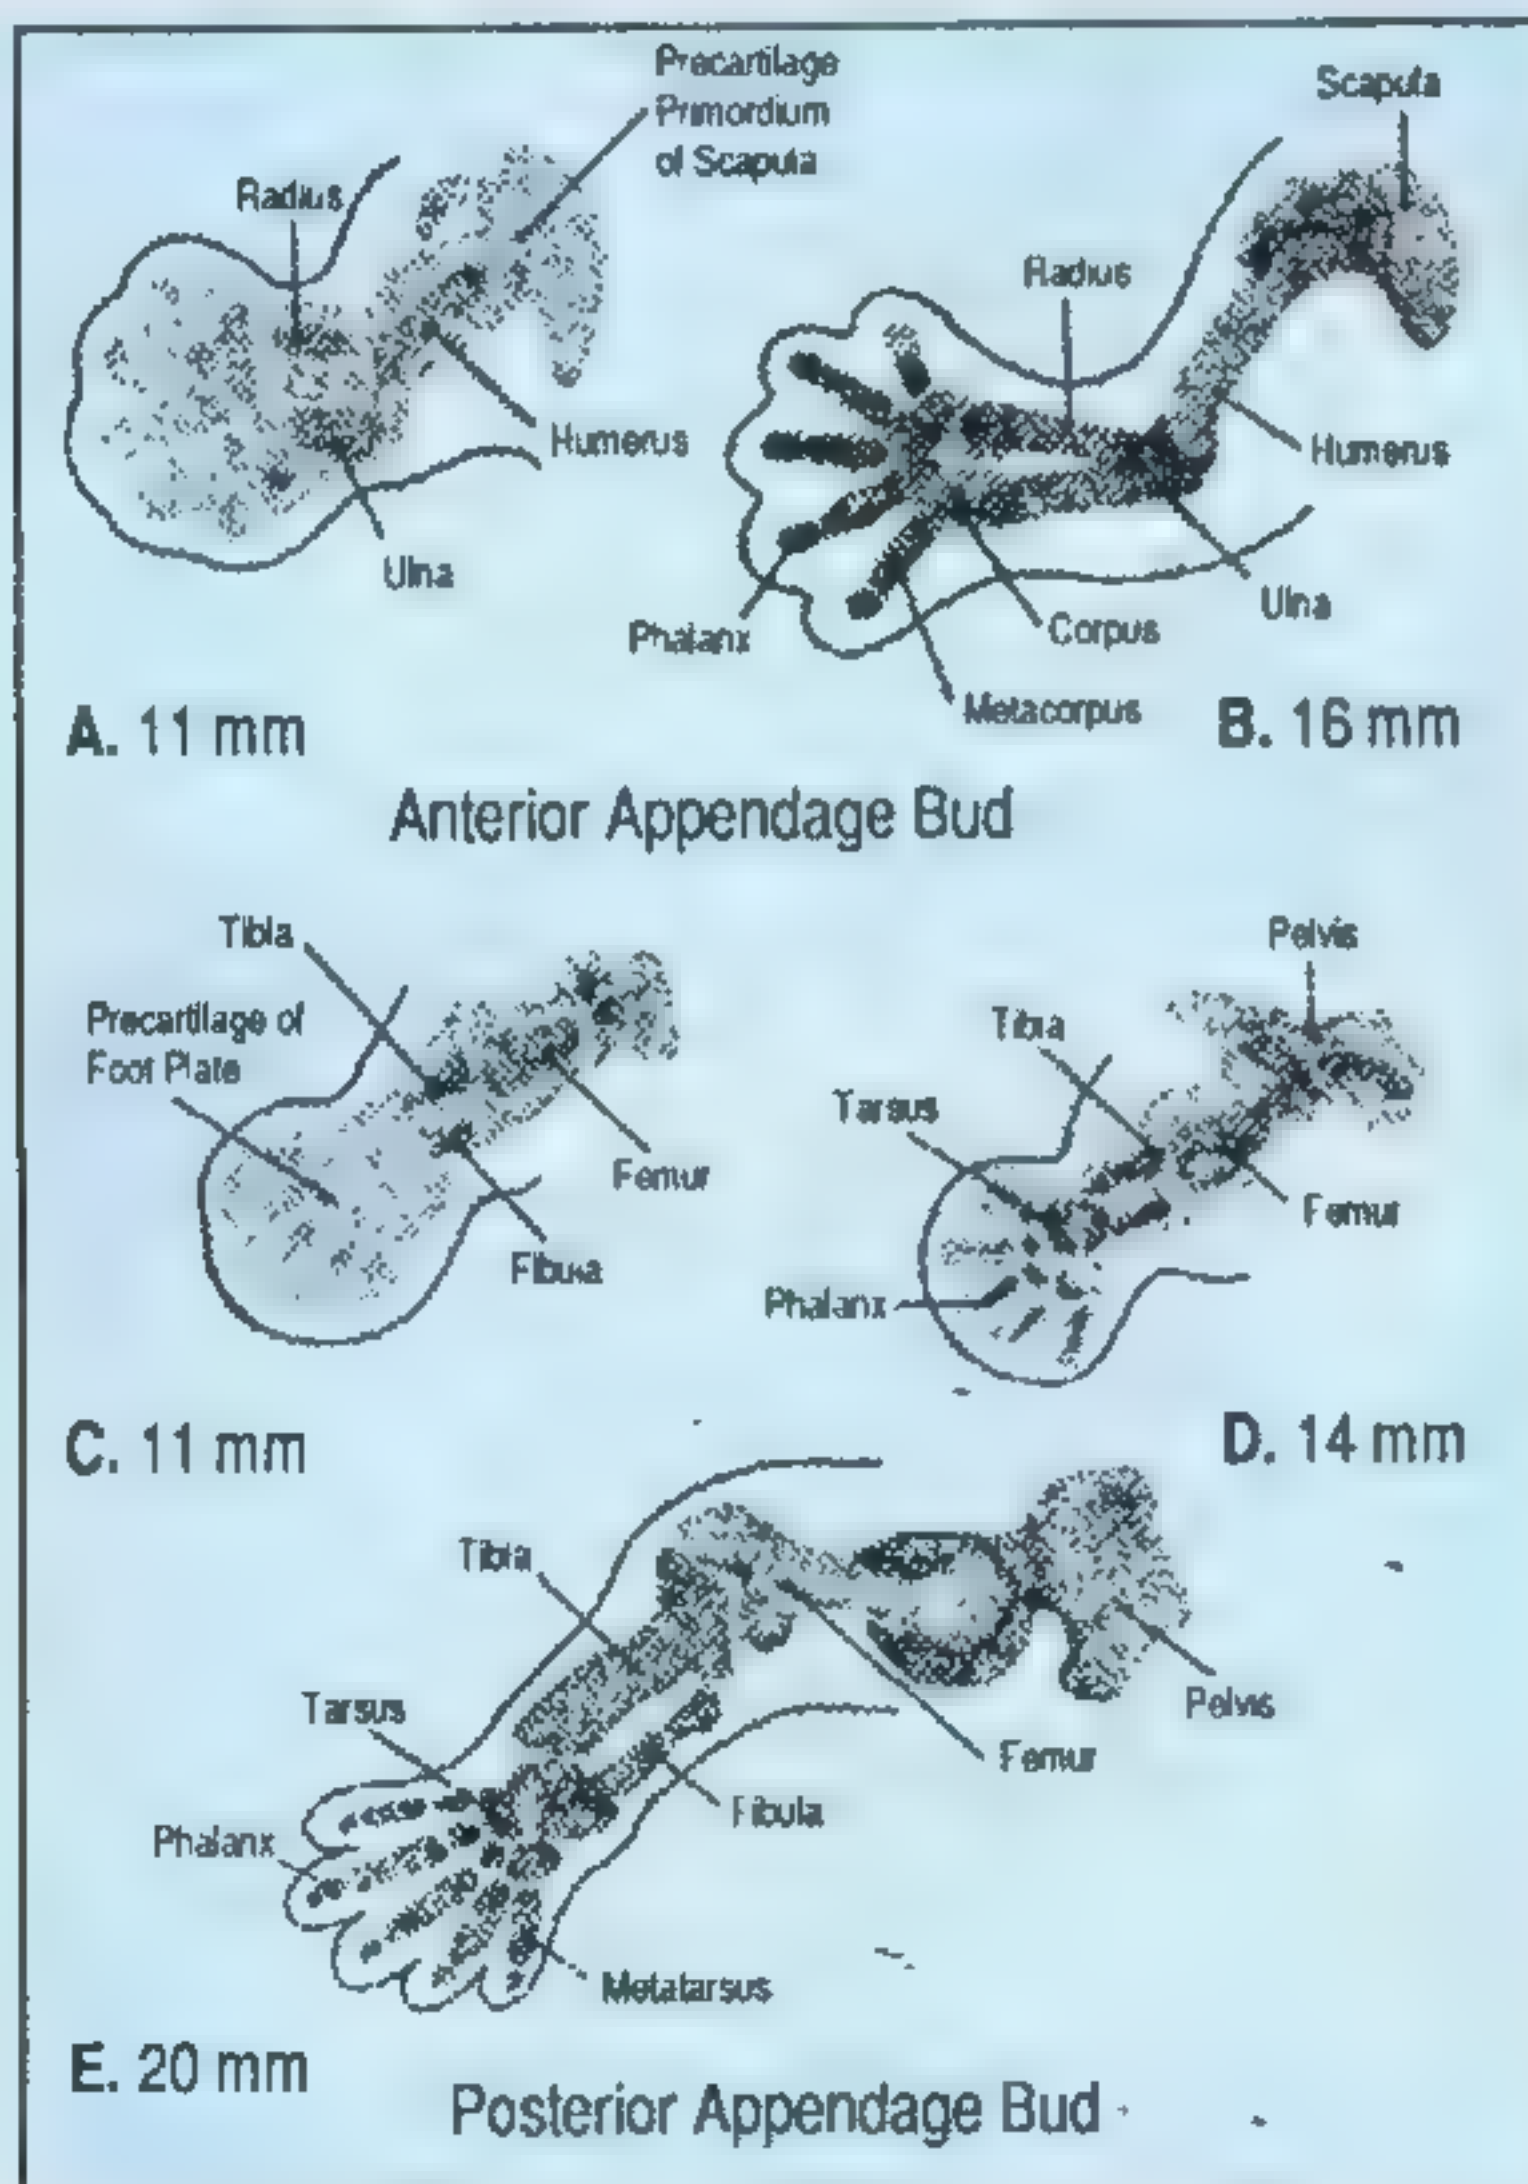 Precartilage
Primordium
of Scapula
Scapula
Radius
Radius
Humerus
Humerus
Ulna
Ulna
Phalanx
Corpus
Metacorpus
A. 11 mm
B. 16 mm
Anterior Appendage Bud
Tibla
Pelvis
Precartilage of
Foot Plate
Tibia
Tarsus
Femur
Femur
Fibula
Phalanx
C. 11 mm
D. 14 mm
Tibia
Tarsus
Pelvis
Femur
Fibula
Phalanx
Metatarsus
E. 20 mm
Posterior Appendage Bud